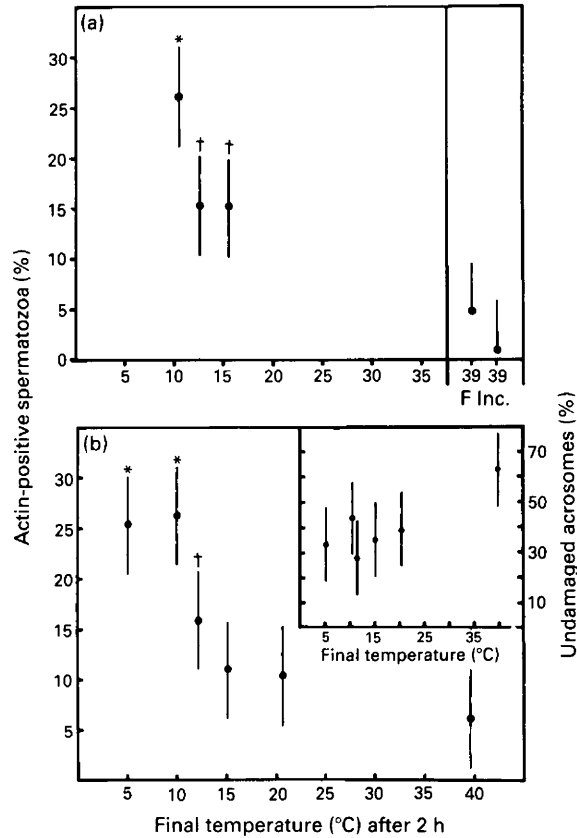 (a)
*
† †
30
25
20
15
10
5
0
5 10 15 20 25 30 35 39 39
F Inc.
Actin-positive spermatozoa (%)
(b)
* *
†
30
25
20
15
10
5
5 10 15 20 25 30 35 40
Final temperature (°C) after 2 h
70
50
30
10
5 15 25 35
Final temperature (°C)
Undamaged acrosomes (%)